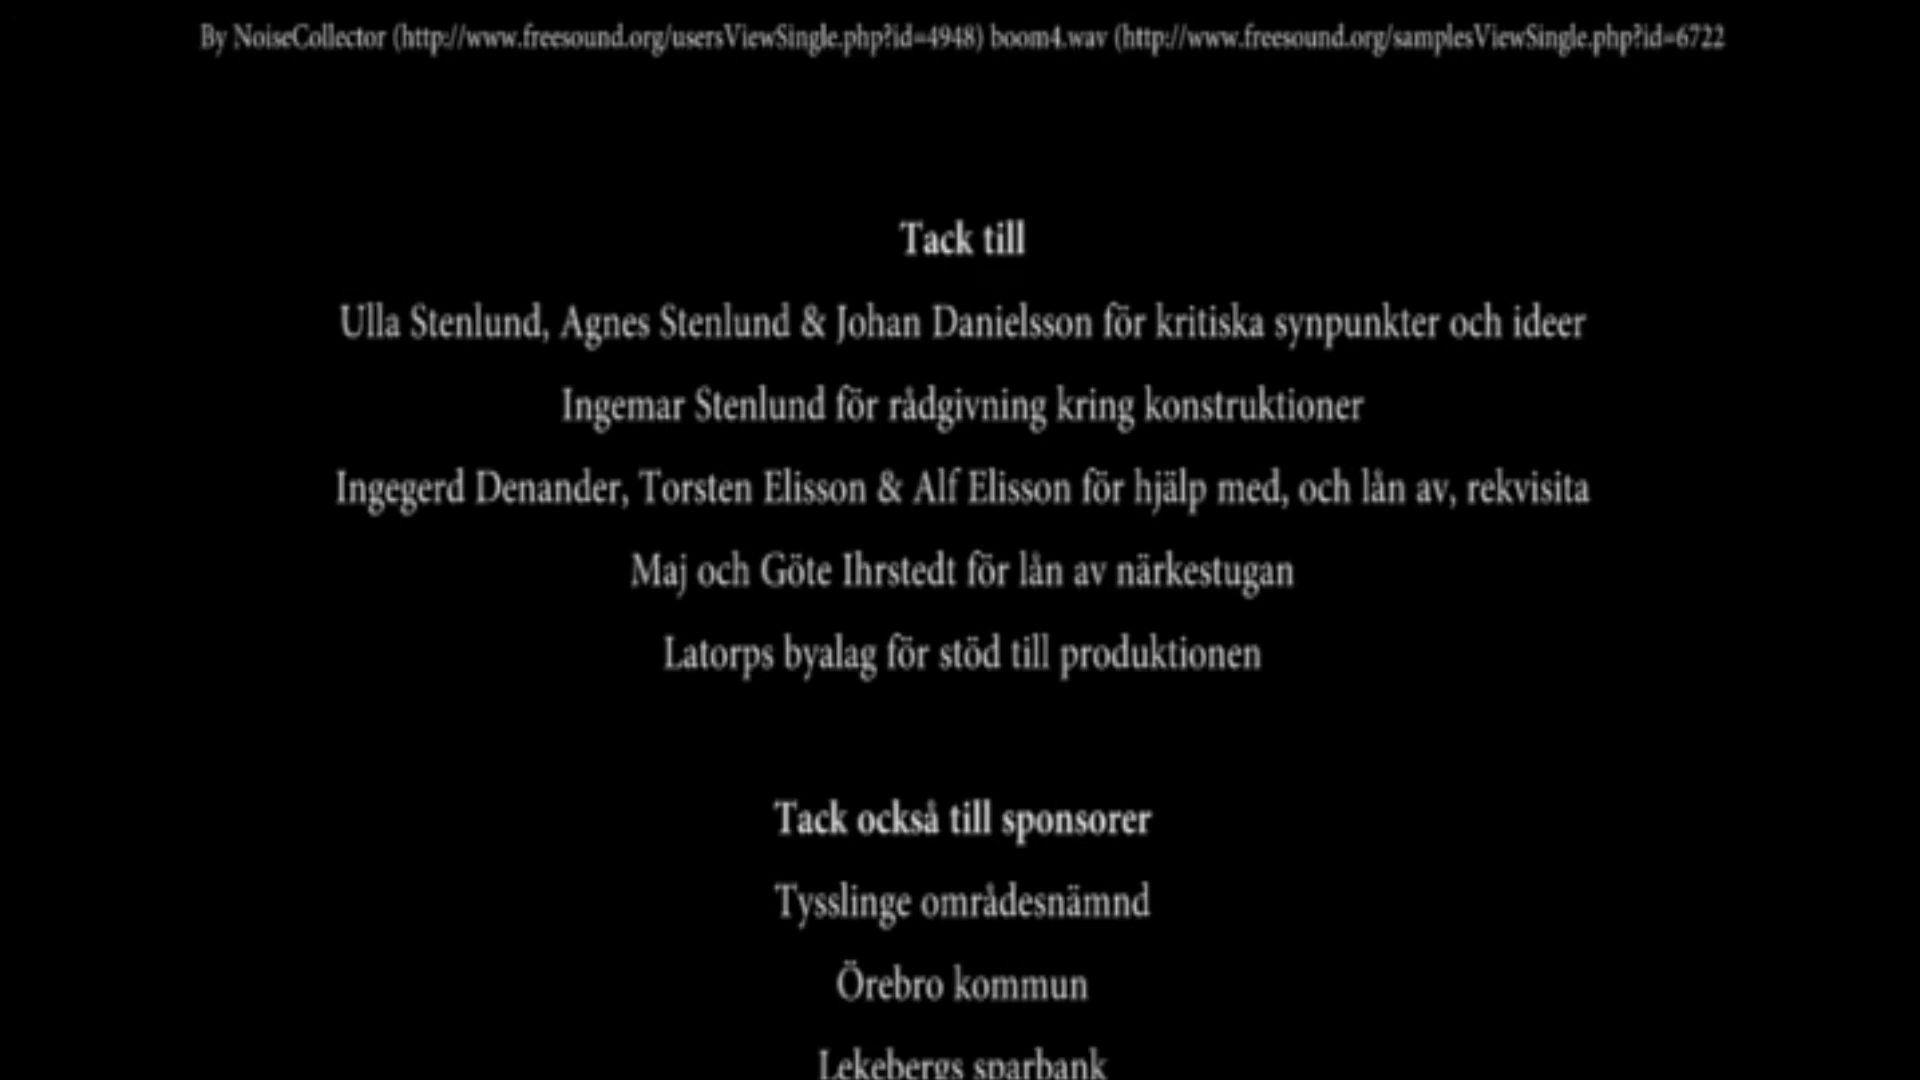 By NoiseCollector (http://www.freesound.org/usersViewSingle.php?id=4948) boom4.wav (http://www.freesound.org/samplesViewSingle.php?id=6722
Tack till
Ulla Stenlund, Agnes Stenlund & Johan Danielsson för kritiska synpunkter och ideer
Ingemar Stenlund för rådgivning kring konstruktioner
Ingegerd Denander, Torsten Elisson & Alf Elisson för hjälp med, och lån av, rekvisita
Maj och Göte Ihrstedt för lån av närkestugan
Latorps byalag för stöd till produktionen
Tack också till sponsorer
Tysslinge områdesnämnd
Örebro kommun
Lekebergs sparbank